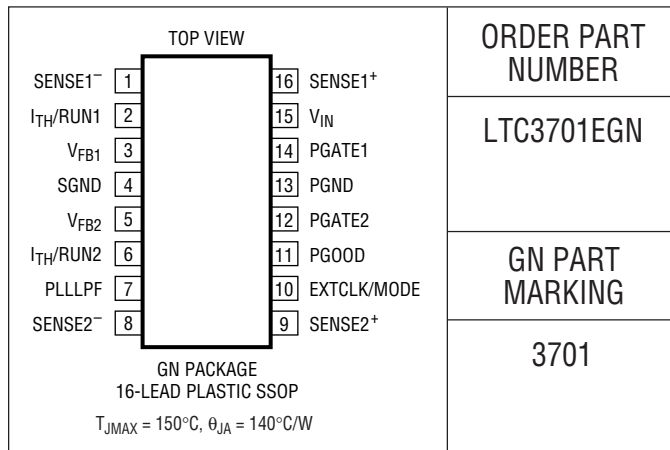 TOP VIEW
SENSE1⁻ 1
I_TH/RUN1 2
V_FB1 3
SGND 4
V_FB2 5
I_TH/RUN2 6
PLLLPF 7
SENSE2⁻ 8
16 SENSE1⁺
15 V_IN
14 PGATE1
13 PGND
12 PGATE2
11 PGOOD
10 EXTCLK/MODE
9 SENSE2⁺
GN PACKAGE
16-LEAD PLASTIC SSOP
T_JMAX = 150°C, θ_JA = 140°C/W
ORDER PART
NUMBER
LTC3701EGN
GN PART
MARKING
3701